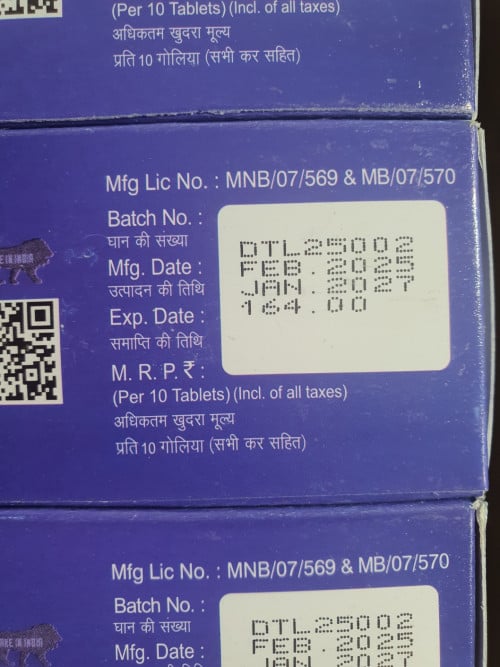 (Per 10 Tablets) (Incl. of all taxes)
अधिकतम खुदरा मूल्य
प्रति 10 गोलिया (सभी कर सहित)
Mfg Lic No. : MNB/07/569 & MB/07/570
Batch No. : DTL25002
घान की संख्या
Mfg. Date : FEB.2025
उत्पादन की तिथि
Exp. Date : JAN.2027
समाप्ति की तिथि
M. R. P. ₹ : 164.00
(Per 10 Tablets) (Incl. of all taxes)
अधिकतम खुदरा मूल्य
प्रति 10 गोलिया (सभी कर सहित)
Mfg Lic No. : MNB/07/569 & MB/07/570
Batch No. : DTL25002
घान की संख्या
Mfg. Date : FEB.2025
JAN.2027